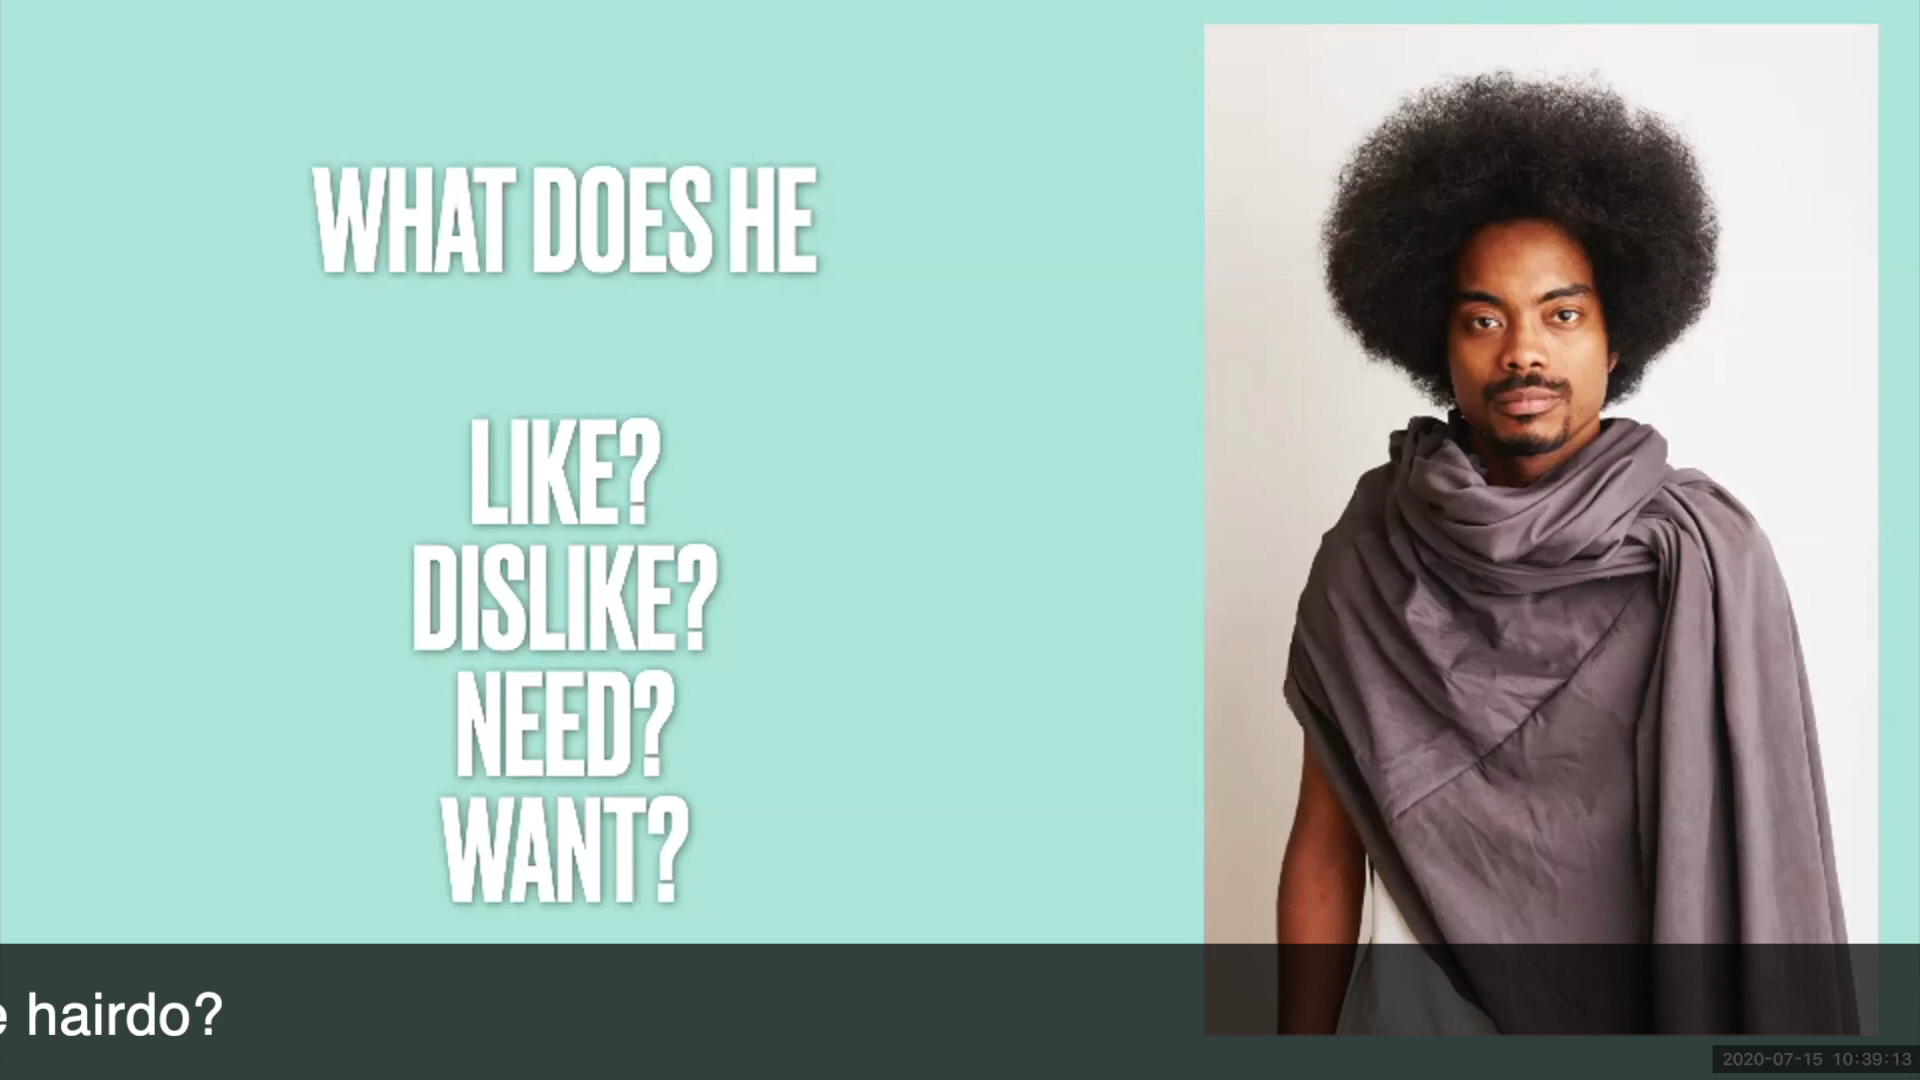 WHAT DOES HE
LIKE?
DISLIKE?
NEED?
WANT?
e hairdo?
2020-07-15 10:39:13